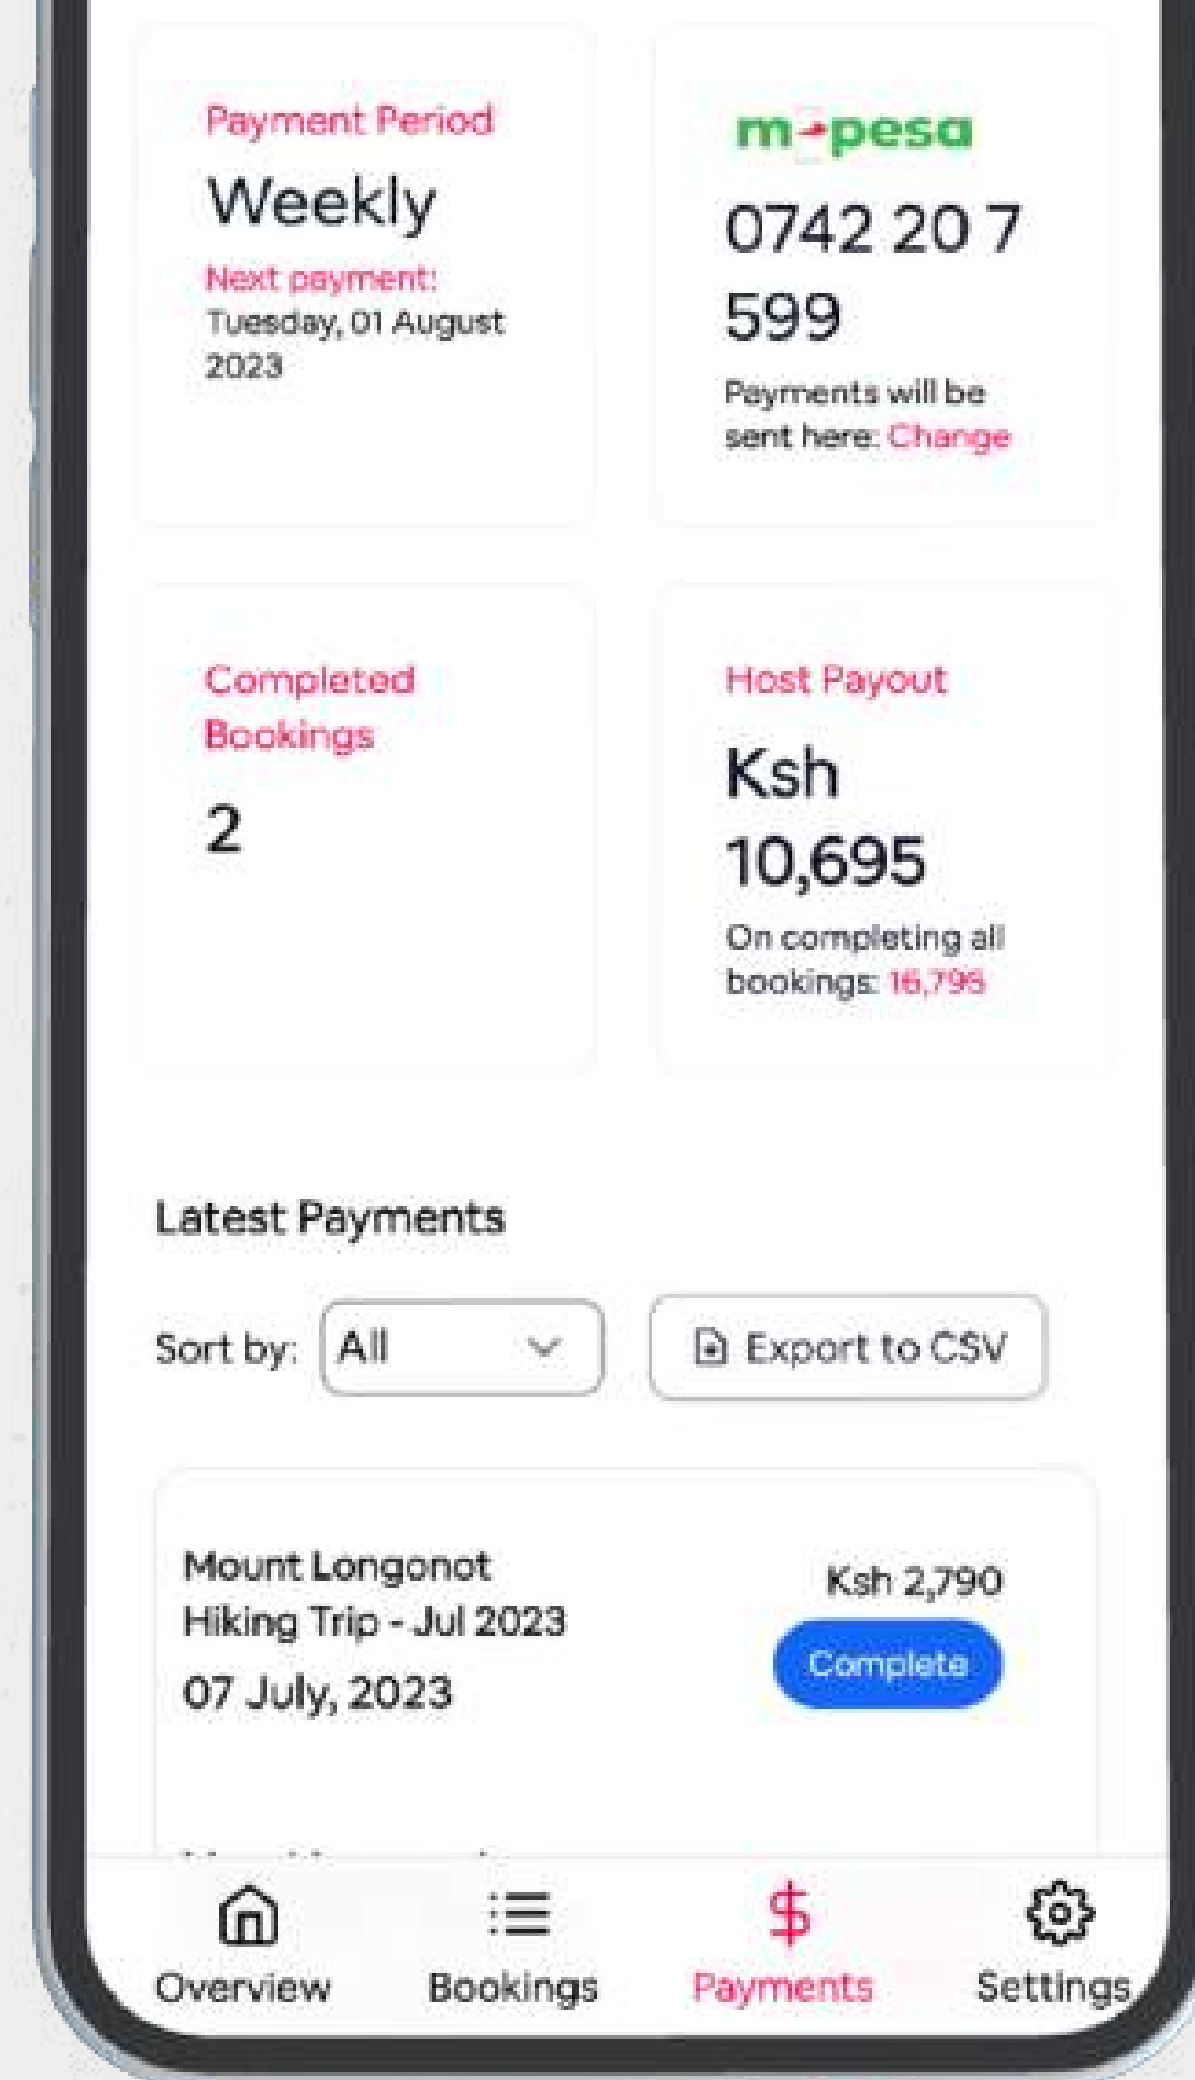 Payment Period
Weekly
Next payment:
Tuesday, 01 August
2023
m-pesa
0742 20 7
599
Payments will be
sent here: Change
Completed
Bookings
2
Host Payout
Ksh
10,695
On completing all
bookings: 16,795
Latest Payments
Sort by: All
Export to CSV
Mount Longonot
Hiking Trip - Jul 2023
07 July, 2023
Ksh 2,790
Complete
Overview
Bookings
Payments
Settings